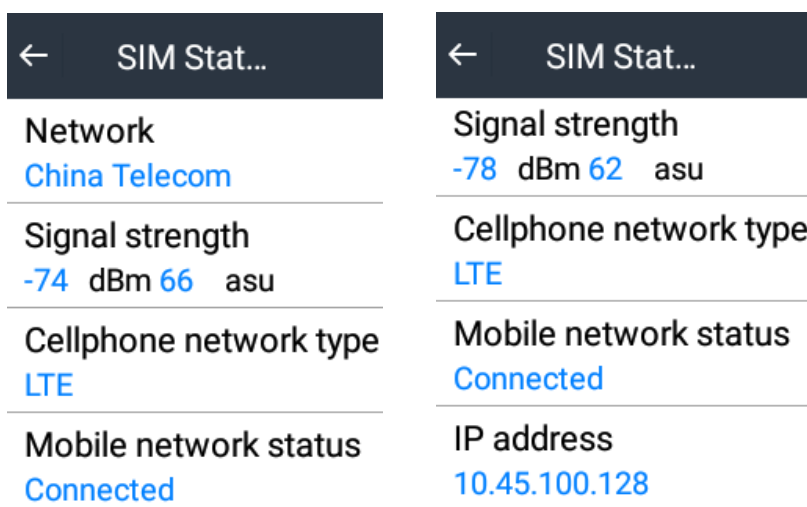 ← SIM Stat...
Network
China Telecom
Signal strength
-74 dBm 66 asu
Cellphone network type
LTE
Mobile network status
Connected
← SIM Stat...
Signal strength
-78 dBm 62 asu
Cellphone network type
LTE
Mobile network status
Connected
IP address
10.45.100.128